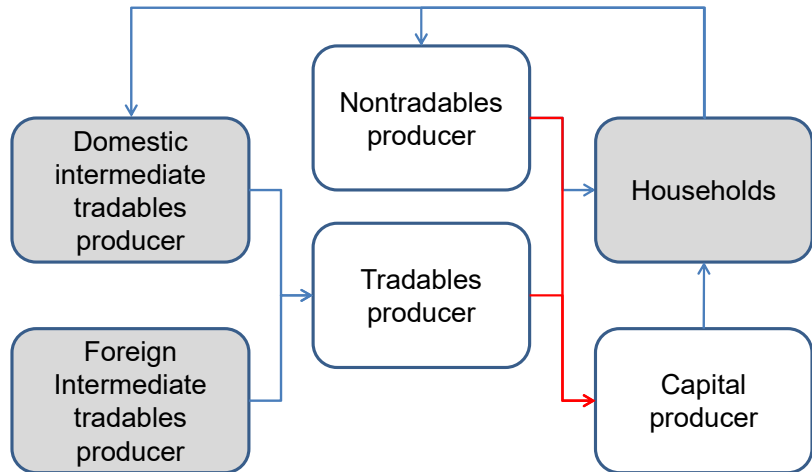 Nontradables
producer
Domestic
intermediate
tradables
producer
Households
Tradables
producer
Foreign
Intermediate
tradables
producer
Capital
producer